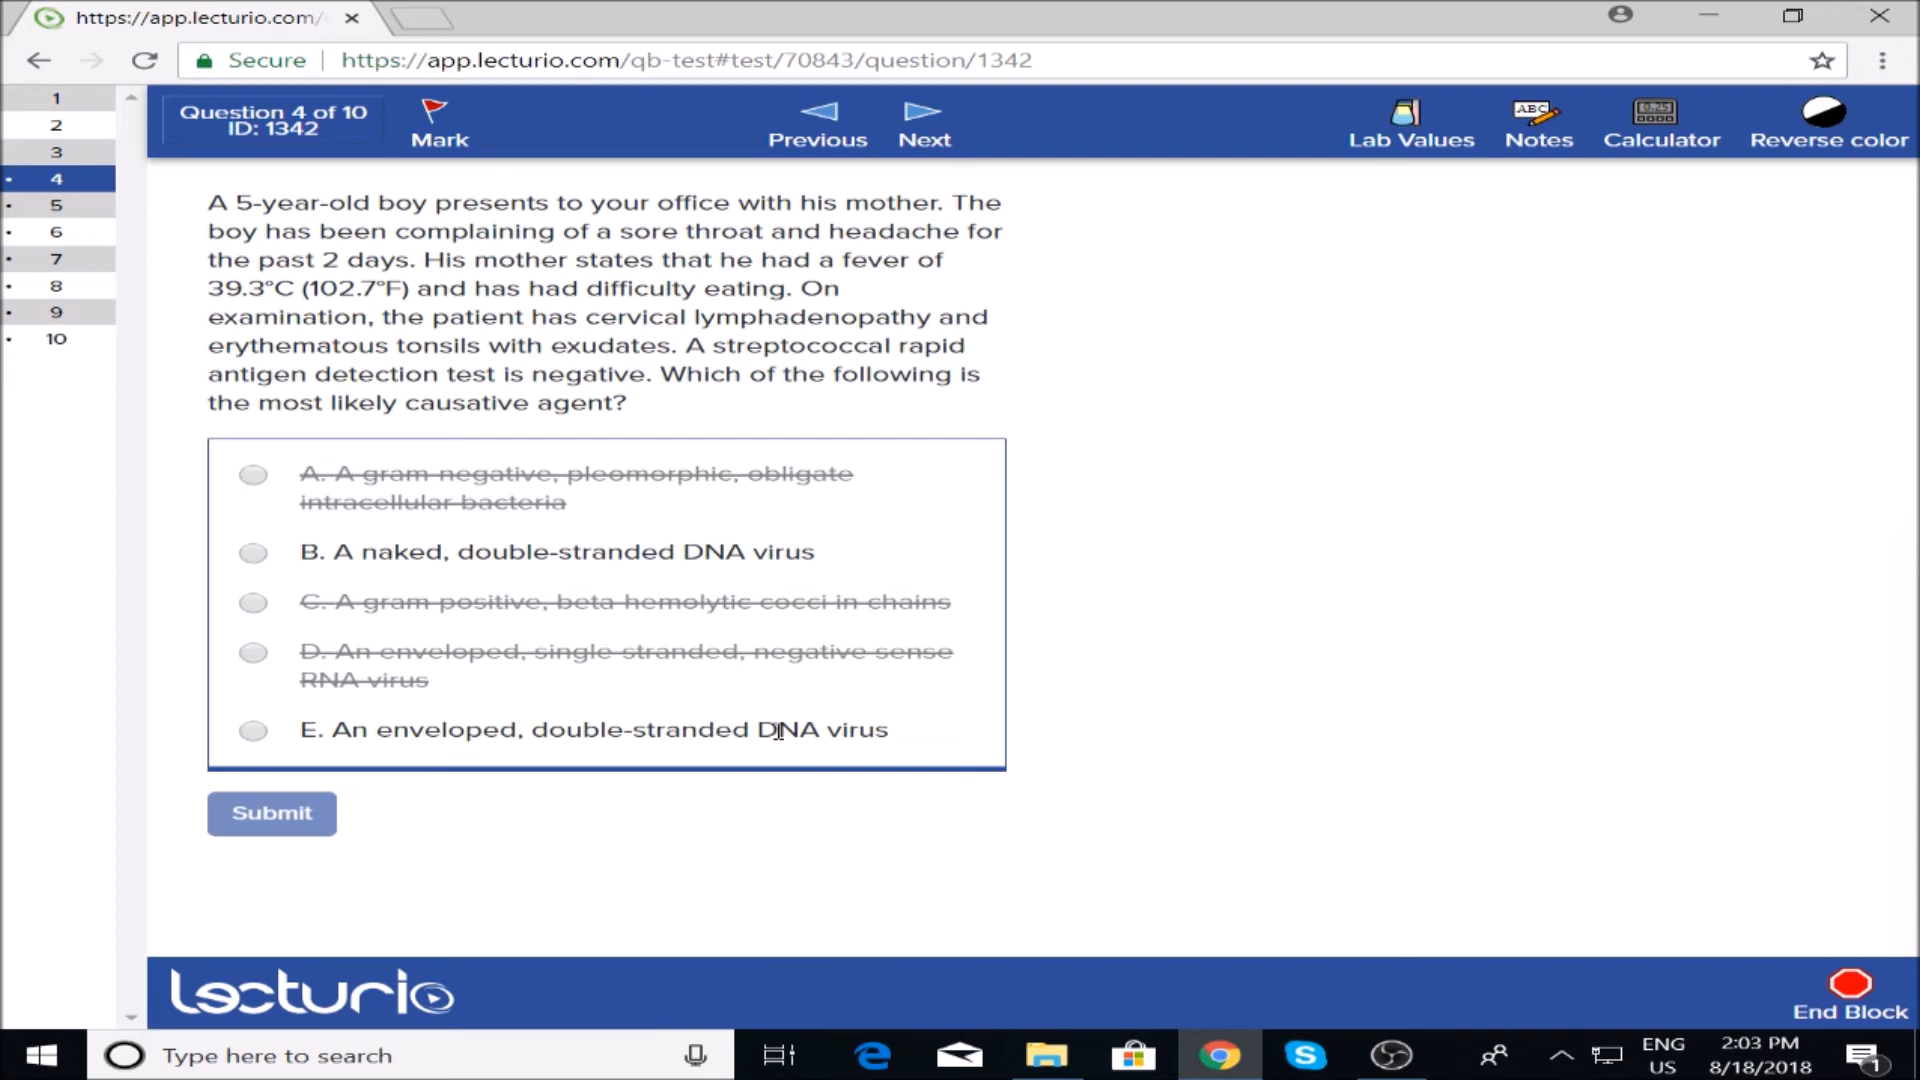 https://app.lecturio.com/
Secure
https://app.lecturio.com/qb-test#test/70843/question/1342
1
2
3
4
5
6
7
8
9
10
Question 4 of 10
ID: 1342
Mark
Previous
Next
Lab Values
ABC
Notes
0.25
Calculator
Reverse color
A 5-year-old boy presents to your office with his mother. The
boy has been complaining of a sore throat and headache for
the past 2 days. His mother states that he had a fever of
39.3°C (102.7°F) and has had difficulty eating. On
examination, the patient has cervical lymphadenopathy and
erythematous tonsils with exudates. A streptococcal rapid
antigen detection test is negative. Which of the following is
the most likely causative agent?
A. A gram-negative, pleomorphic, obligate
intracellular bacteria
B. A naked, double-stranded DNA virus
C. A gram-positive, beta-hemolytic cocci in chains
D. An enveloped, single-stranded, negative sense
RNA virus
E. An enveloped, double-stranded DNA virus
Submit
lecturio
End Block
Type here to search
ENG
US
2:03 PM
8/18/2018
1